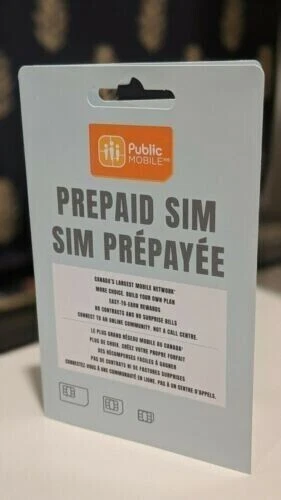 Public
MOBILE
PREPAID SIM
SIM PRÉPAYÉE
CANADA'S LARGEST MOBILE NETWORK*
MORE CHOICE, BUILD YOUR OWN PLAN
EASY-TO-EARN REWARDS
NO CONTRACTS AND NO SURPRISE BILLS
CONNECT TO AN ONLINE COMMUNITY, NOT A CALL CENTRE.
LE PLUS GRAND RÉSEAU MOBILE AU CANADA*
PLUS DE CHOIX. CRÉEZ VOTRE PROPRE FORFAIT
DES RÉCOMPENSES FACILES À GAGNER
PAS DE CONTRATS NI DE FACTURES SURPRISES
CONNECTEZ VOUS À UNE COMMUNAUTÉ EN LIGNE, PAS À UN CENTRE D'APPELS.